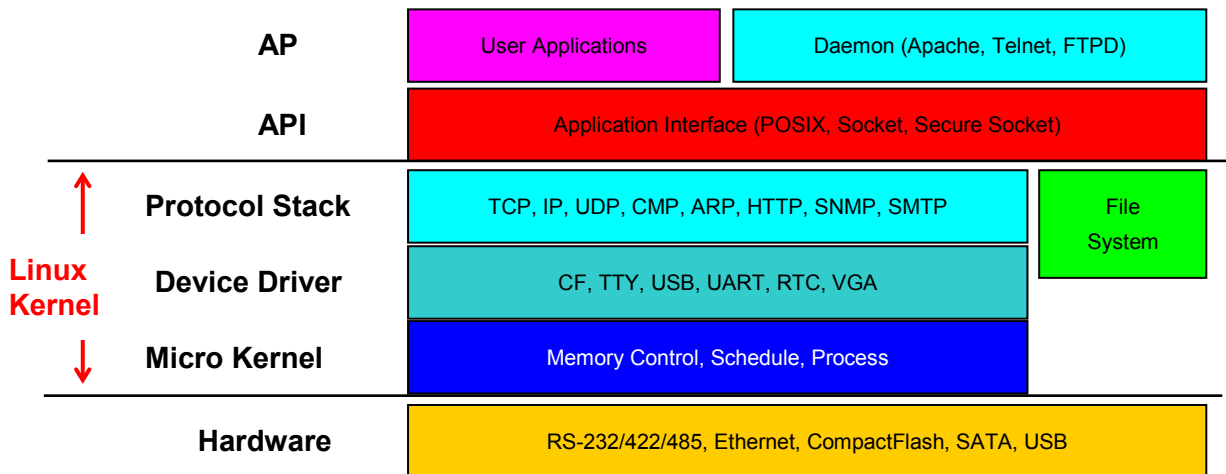 AP
User Applications
Daemon (Apache, Telnet, FTPD)
API
Application Interface (POSIX, Socket, Secure Socket)
Linux
Kernel
Protocol Stack
TCP, IP, UDP, CMP, ARP, HTTP, SNMP, SMTP
File
System
Device Driver
CF, TTY, USB, UART, RTC, VGA
Micro Kernel
Memory Control, Schedule, Process
Hardware
RS-232/422/485, Ethernet, CompactFlash, SATA, USB